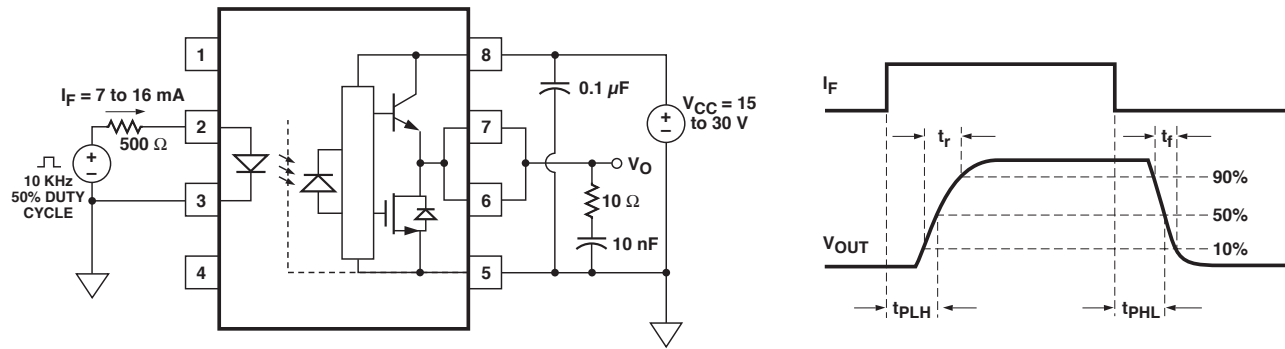 1
8
I_F = 7 to 16 mA
0.1 µF
V_CC = 15
to 30 V
+
–
2
500 Ω
7
+
–
V_O
10 KHz
50% DUTY
CYCLE
3
6
10 Ω
10 nF
4
5
I_F
t_r
t_f
90%
50%
10%
V_OUT
t_PLH
t_PHL